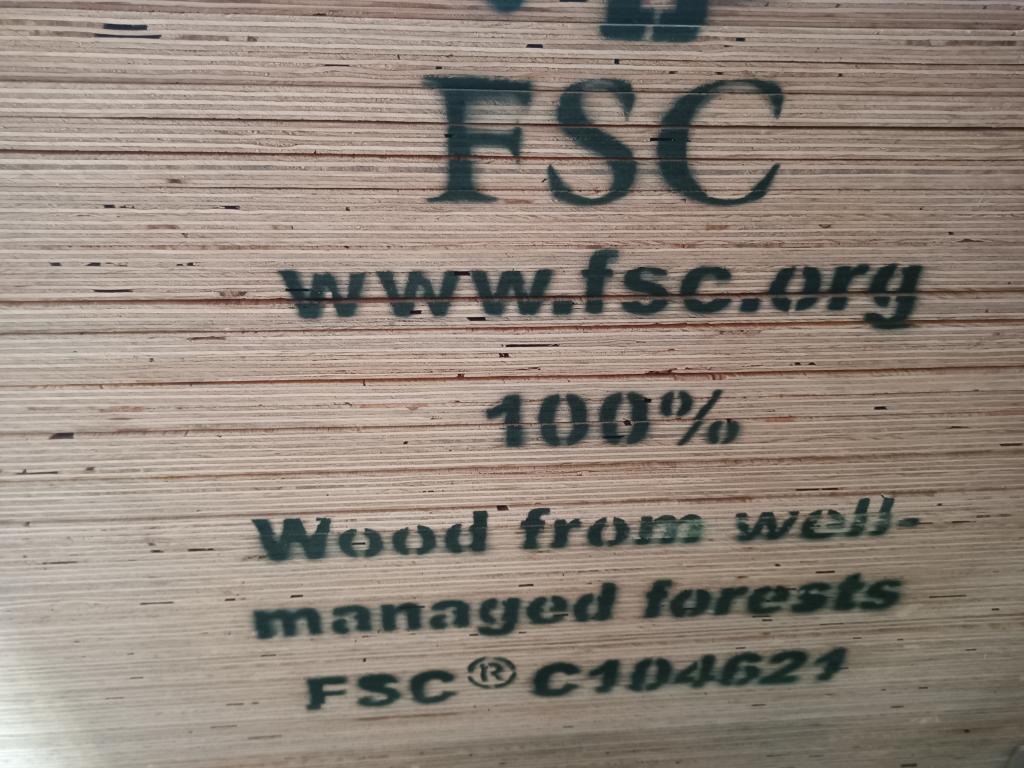 FSC
www.fsc.org
100%
Wood from well-
managed forests
FSC® C104621